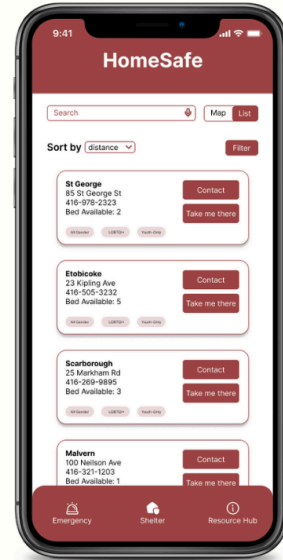 9:41
HomeSafe
Search
Map List
Sort by distance
Filter
St George
85 St George St
416-978-2323
Bed Available: 2
Contact
Take me there
All Gender LGBTQ+ Youth-Only
Etobicoke
23 Kipling Ave
416-505-3232
Bed Available: 5
Contact
Take me there
All Gender LGBTQ+ Youth-Only
Scarborough
25 Markham Rd
416-269-9895
Bed Available: 3
Contact
Take me there
All Gender LGBTQ+ Youth-Only
Malvern
100 Neilson Ave
416-321-1203
Bed Available: 1
Contact
Take me there
Emergency Shelter Resource Hub